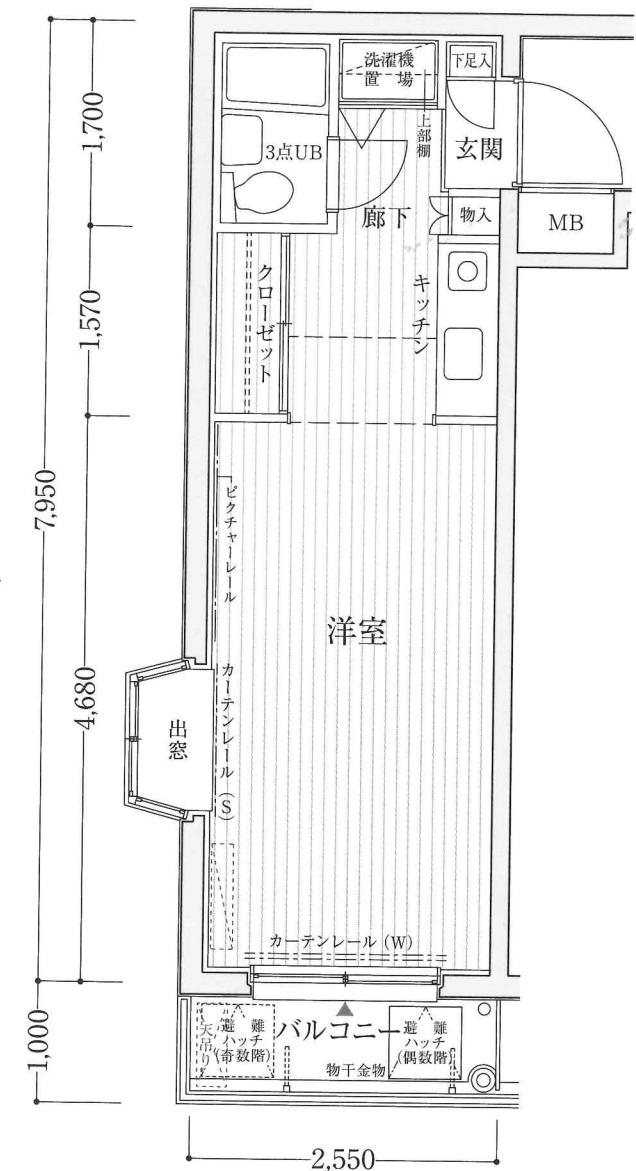 洗濯機
置場
下足入
上部棚
玄関
3点UB
廊下
物入
MB
クローゼット
キッチン
ピクチャーレール
洋室
カーテンレール(S)
出窓
カーテンレール(W)
天吊り
避難
ハッチ
(奇数階)
バルコニー
避難
ハッチ
(偶数階)
物干金物
1,700
1,570
7,950
4,680
1,000
2,550